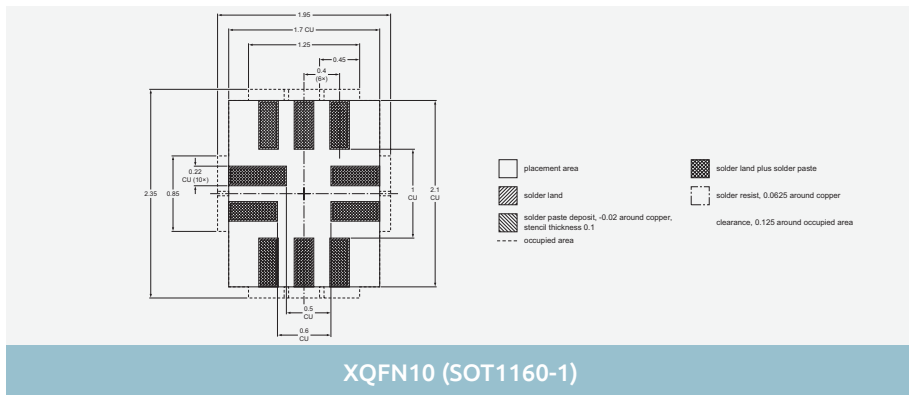 1.95
1.7 CU
1.25
0.45
0.4
(6×)
0.22
CU (10×)
2.35
0.85
1
CU
2.1
CU
0.5
CU
0.6
CU
placement area
solder land
solder paste deposit, -0.02 around copper,
stencil thickness 0.1
occupied area
solder land plus solder paste
solder resist, 0.0625 around copper
clearance, 0.125 around occupied area
XQFN10 (SOT1160-1)